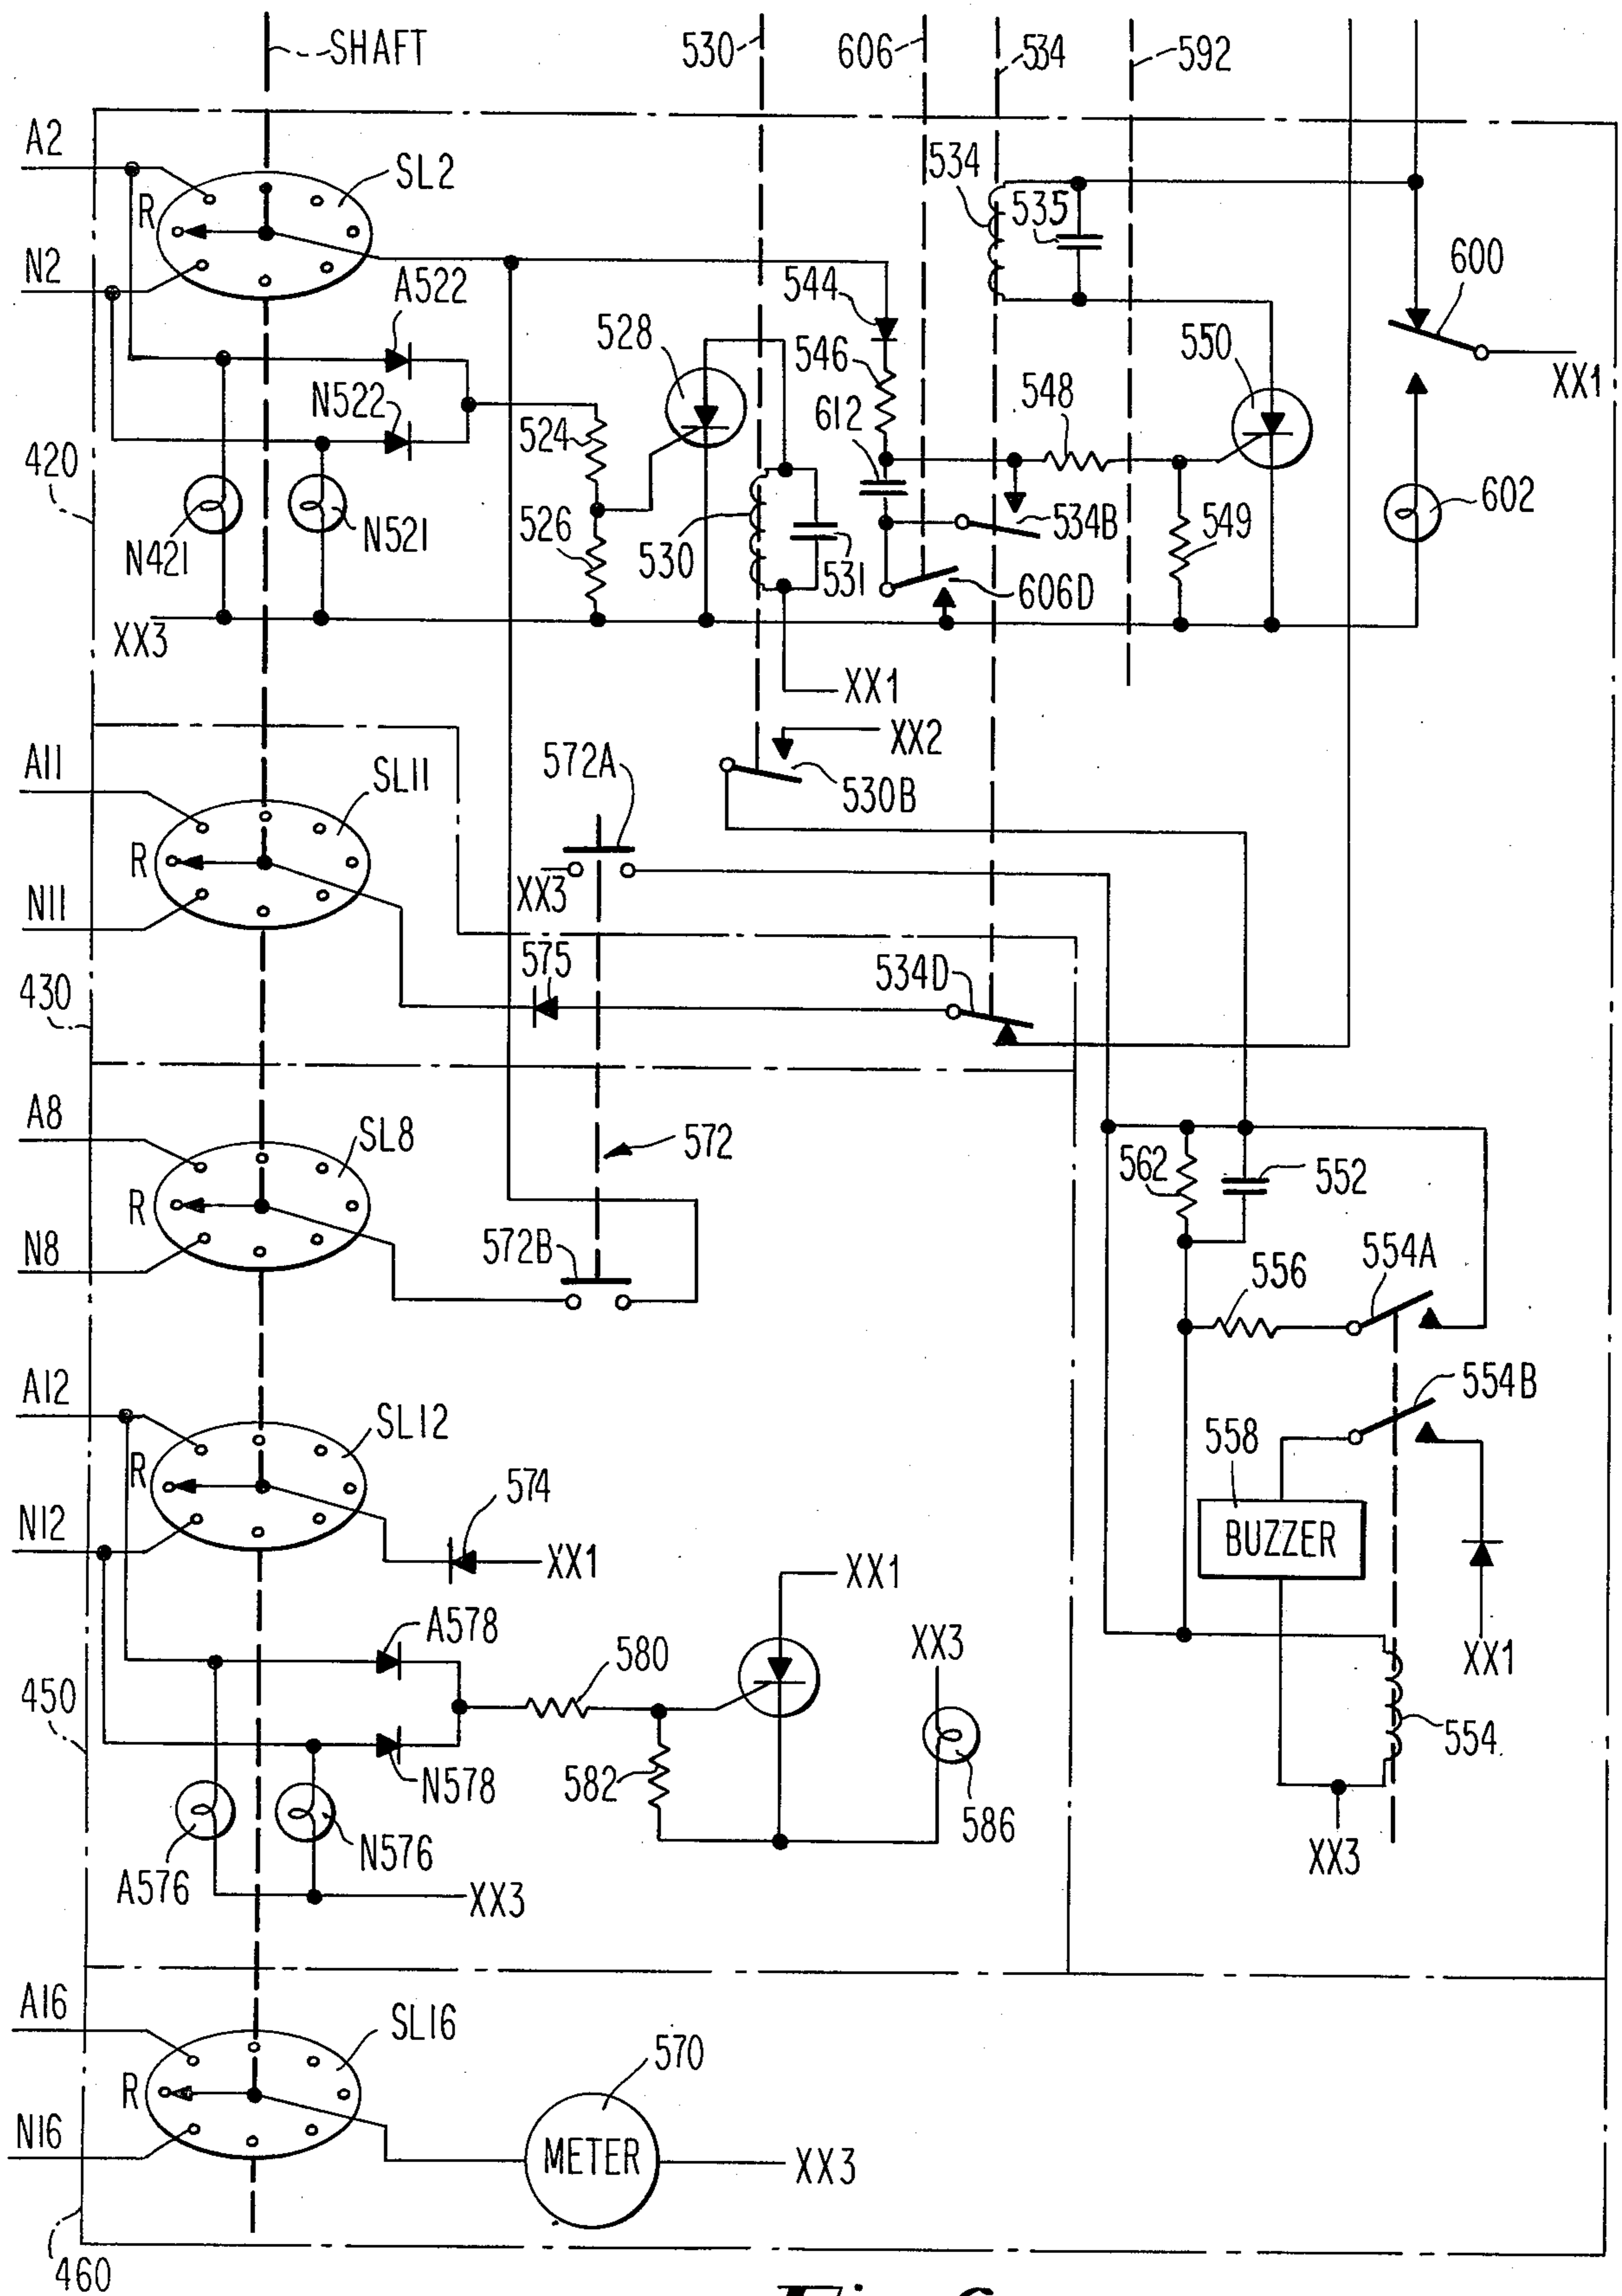 SHAFT
530
606
534
592
A2
SL2
R
N2
A522
N522
420
N421
N521
XX3
528
524
526
530
531
544
546
612
548
549
534
535
550
600
XX1
602
534B
606D
XX1
XX2
530B
A11
SL11
R
N11
572A
XX3
430
575
534D
A8
SL8
R
N8
572
572B
562
552
556
554A
554B
558
BUZZER
XX1
554
XX3
A12
SL12
R
N12
574
XX1
A578
N578
450
A576
N576
XX3
580
582
XX1
XX3
586
A16
SL16
R
N16
570
METER
XX3
460